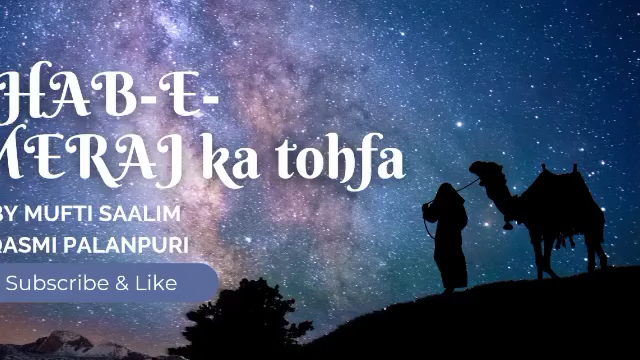 HAB-E-
MERAJ ka tohfa
BY MUFTI SAALIM
QASMI PALANPURI
Subscribe & Like